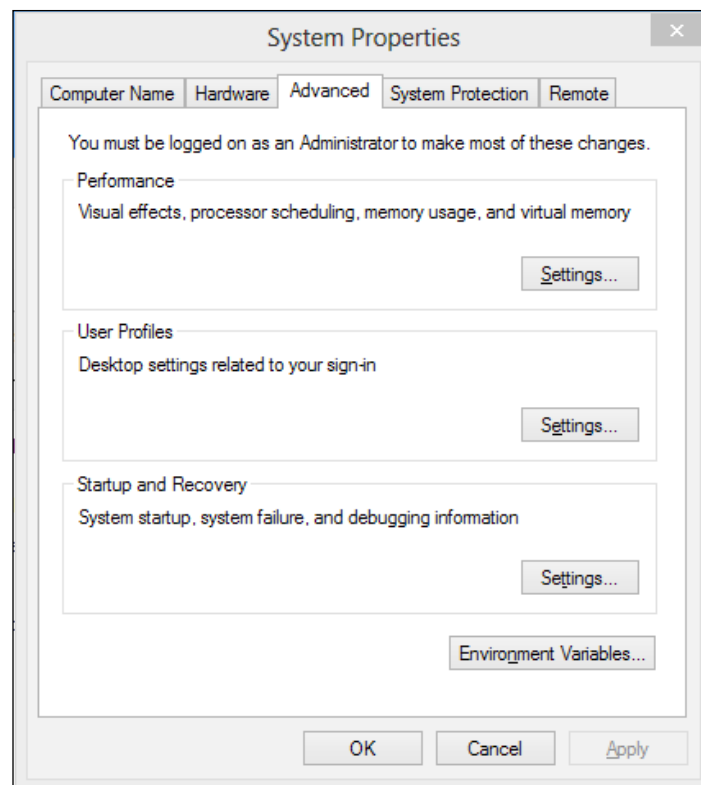 System Properties
Computer Name Hardware Advanced System Protection Remote
You must be logged on as an Administrator to make most of these changes.
Performance
Visual effects, processor scheduling, memory usage, and virtual memory
Settings...
User Profiles
Desktop settings related to your sign-in
Settings...
Startup and Recovery
System startup, system failure, and debugging information
Settings...
Environment Variables...
OK Cancel Apply